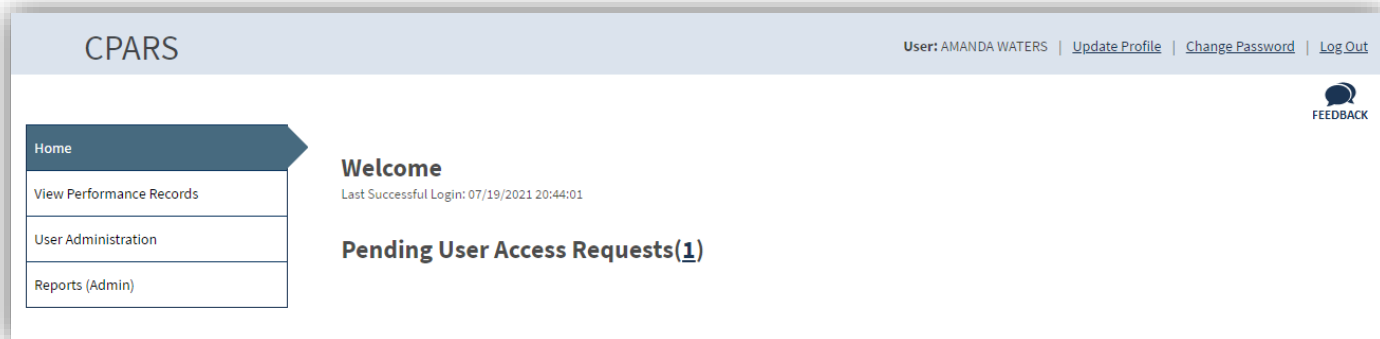 CPARS
User: AMANDA WATERS | Update Profile | Change Password | Log Out
FEEDBACK
Home
View Performance Records
User Administration
Reports (Admin)
Welcome
Last Successful Login: 07/19/2021 20:44:01
Pending User Access Requests(1)